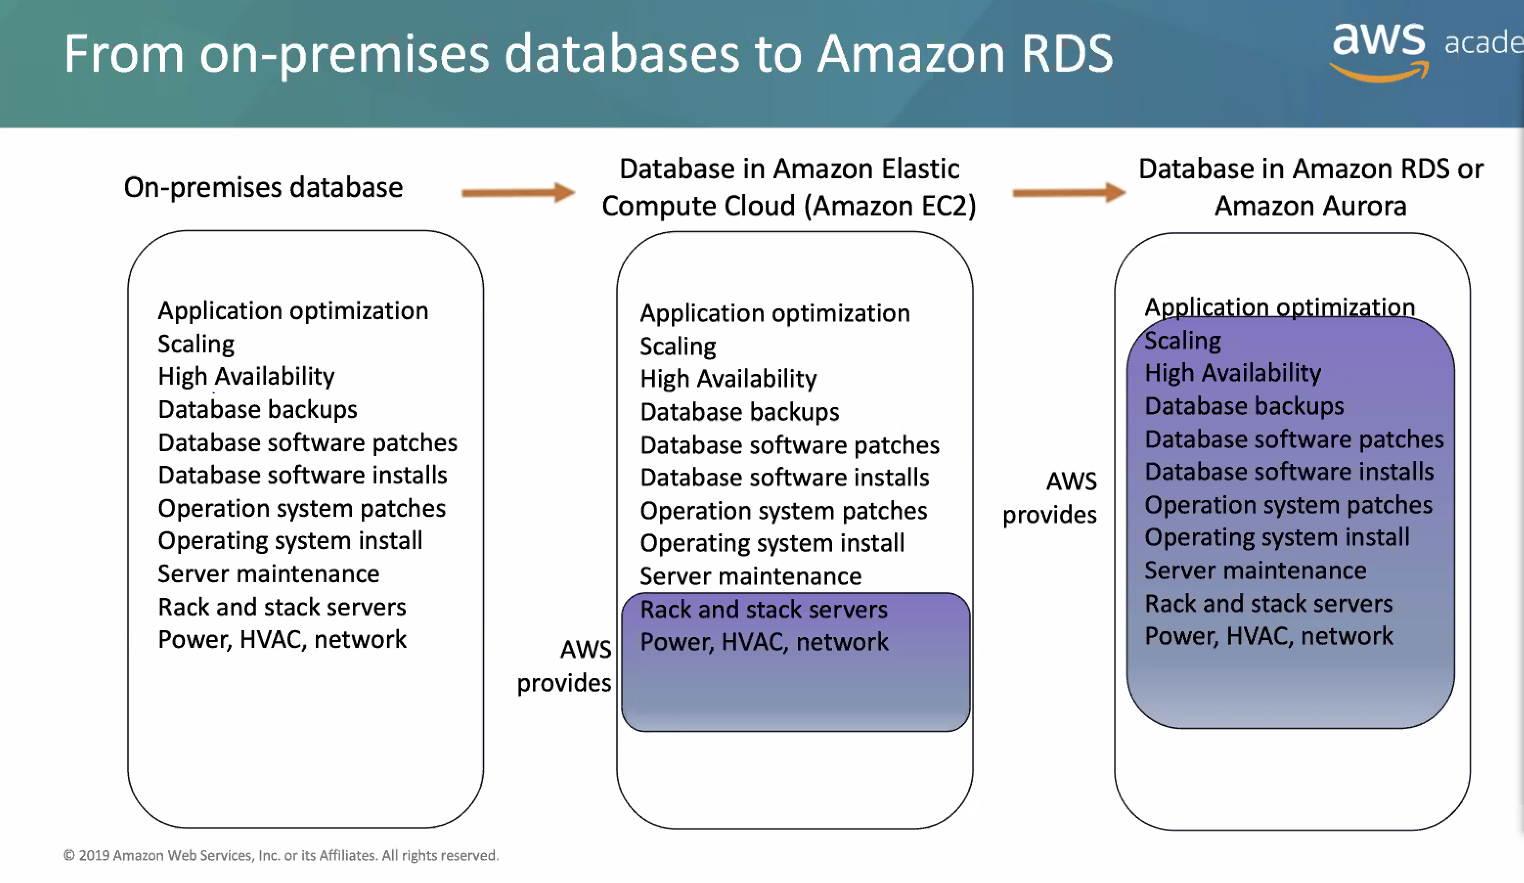 From on-premises databases to Amazon RDS
aws acade
On-premises database
Application optimization
Scaling
High Availability
Database backups
Database software patches
Database software installs
Operation system patches
Operating system install
Server maintenance
Rack and stack servers
Power, HVAC, network
Database in Amazon Elastic
Compute Cloud (Amazon EC2)
Application optimization
Scaling
High Availability
Database backups
Database software patches
Database software installs
Operation system patches
Operating system install
Server maintenance
Rack and stack servers
Power, HVAC, network
AWS
provides
Database in Amazon RDS or
Amazon Aurora
Application optimization
Scaling
High Availability
Database backups
Database software patches
Database software installs
Operation system patches
Operating system install
Server maintenance
Rack and stack servers
Power, HVAC, network
AWS
provides
© 2019 Amazon Web Services, Inc. or its Affiliates. All rights reserved.